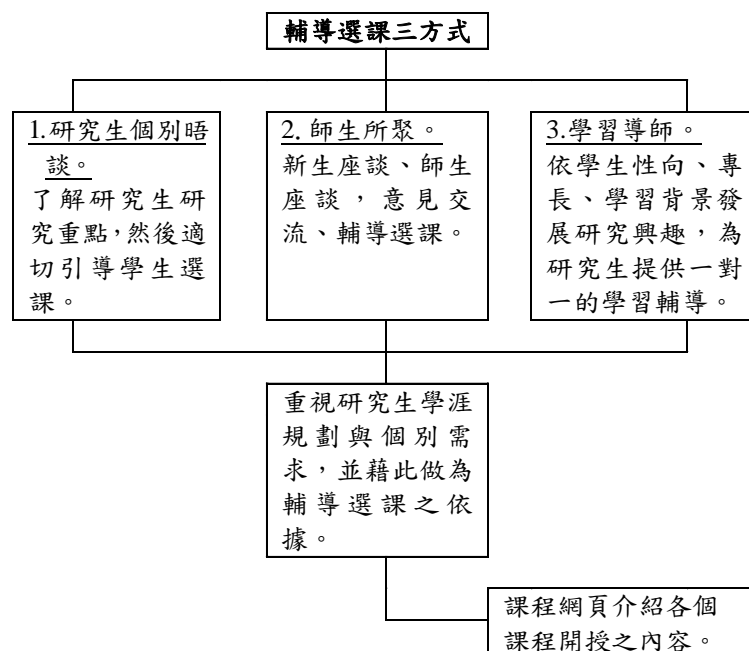 輔導選課三方式
1.研究生個別晤
談。
了解研究生研
究重點，然後適
切引導學生選
課。
2. 師生所聚。
新生座談、師生
座談，意見交
流、輔導選課。
3.學習導師。
依學生性向、專
長、學習背景發
展研究興趣，為
研究生提供一對
一的學習輔導。
重視研究生學涯
規劃與個別需
求，並藉此做為
輔導選課之依
據。
課程網頁介紹各個
課程開授之內容。